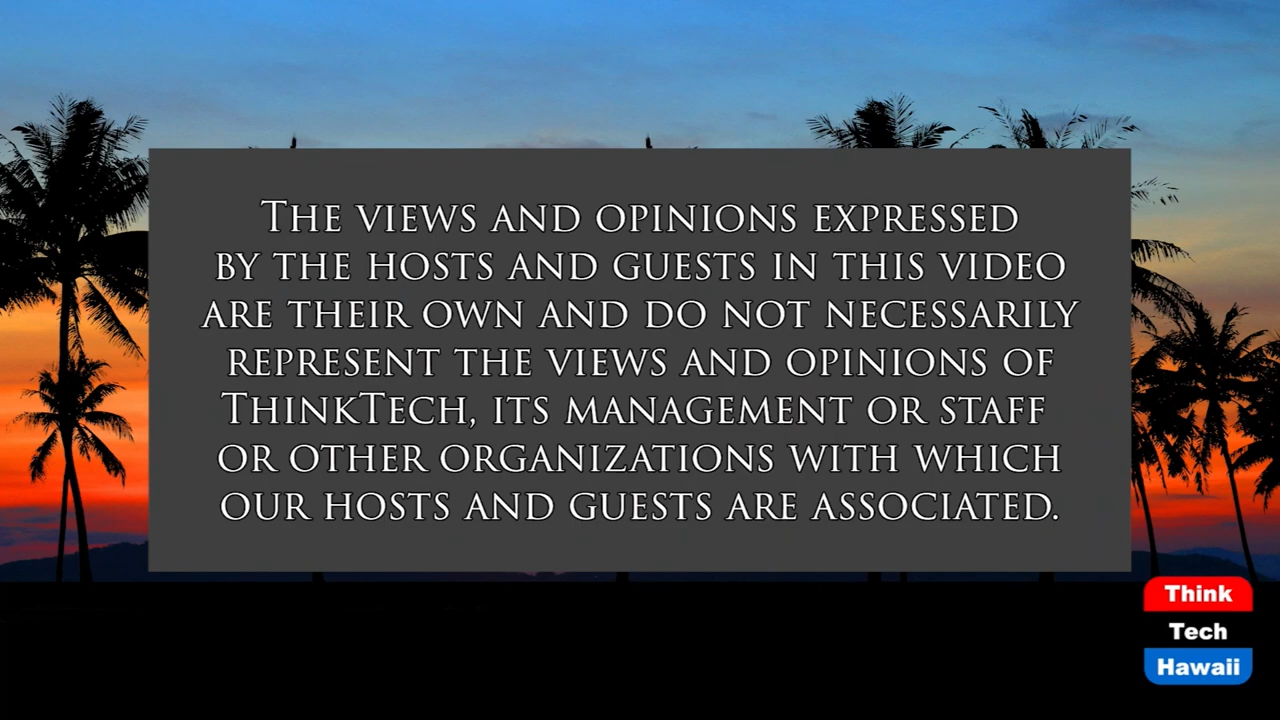 The views and opinions expressed
by the hosts and guests in this video
are their own and do not necessarily
represent the views and opinions of
ThinkTech, its management or staff
or other organizations with which
our hosts and guests are associated.
Think
Tech
Hawaii